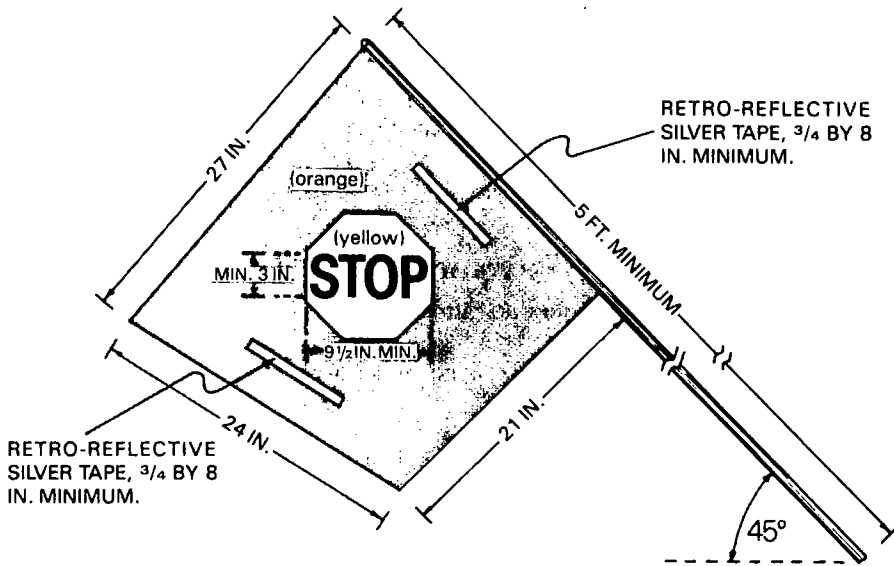 RETRO-REFLECTIVE
SILVER TAPE, 3/4 BY 8
IN. MINIMUM.
27 IN.
(orange)
5 FT. MINIMUM
(yellow)
STOP
MIN. 3 IN.
9 1/2 IN. MIN.
24 IN.
21 IN.
RETRO-REFLECTIVE
SILVER TAPE, 3/4 BY 8
IN. MINIMUM.
45°